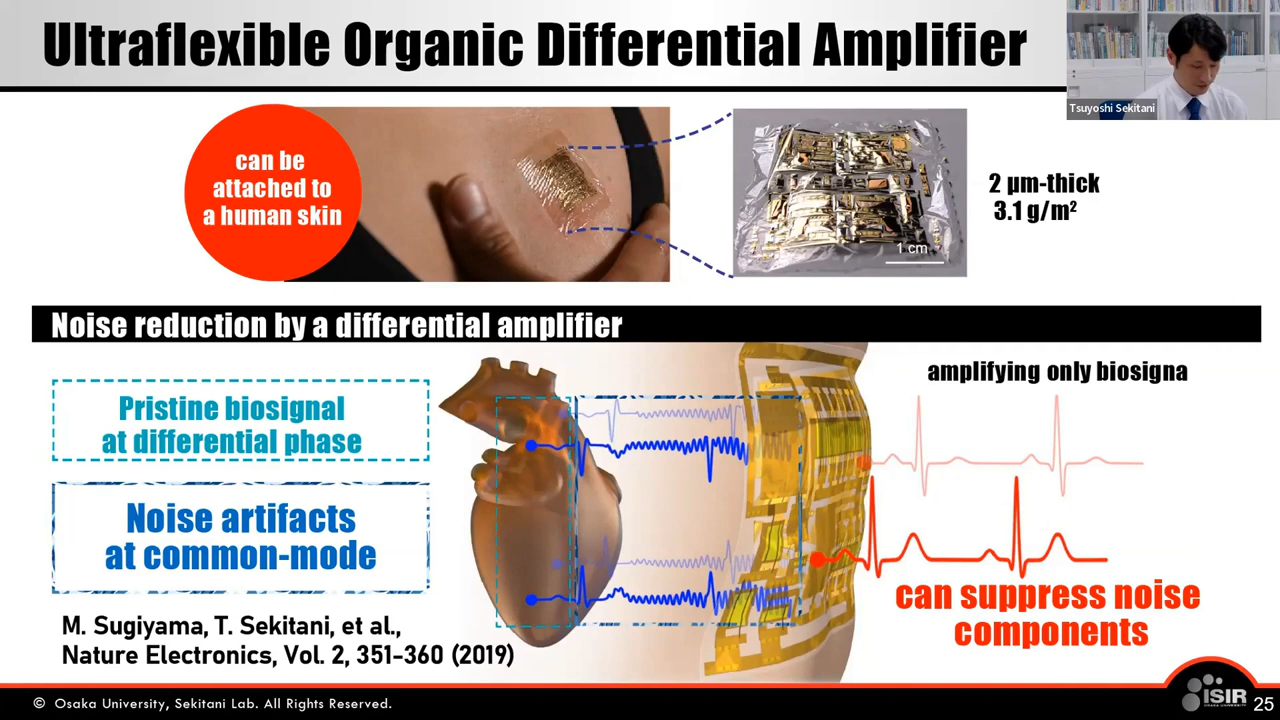 Ultraflexible Organic Differential Amplifier
Tsuyoshi Sekitani
can be
attached to
a human skin
1 cm
2 µm-thick
3.1 g/m²
Noise reduction by a differential amplifier
Pristine biosignal
at differential phase
Noise artifacts
at common-mode
amplifying only biosigna
can suppress noise
components
M. Sugiyama, T. Sekitani, et al.,
Nature Electronics, Vol. 2, 351-360 (2019)
© Osaka University, Sekitani Lab. All Rights Reserved.
ISIR
OSAKA UNIVERSITY
25